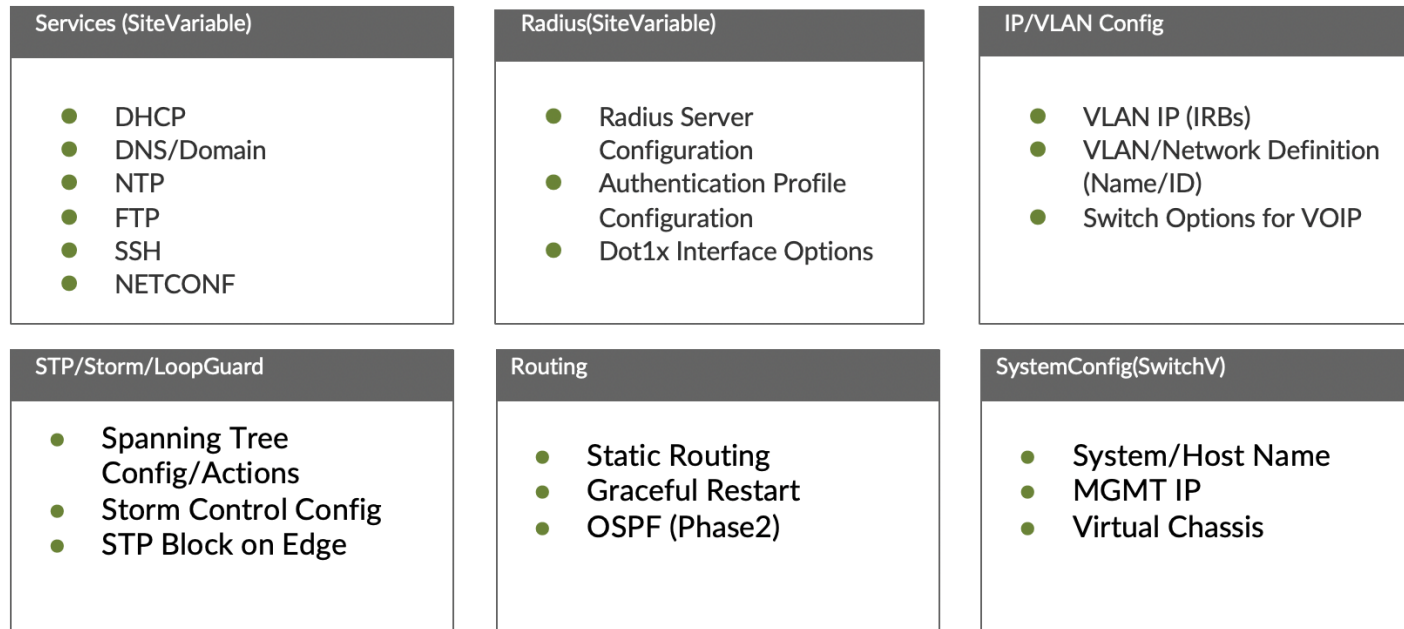 Services (SiteVariable)
DHCP
DNS/Domain
NTP
FTP
SSH
NETCONF
Radius(SiteVariable)
Radius Server
Configuration
Authentication Profile
Configuration
Dot1x Interface Options
IP/VLAN Config
VLAN IP (IRBs)
VLAN/Network Definition
(Name/ID)
Switch Options for VOIP
STP/Storm/LoopGuard
Spanning Tree
Config/Actions
Storm Control Config
STP Block on Edge
Routing
Static Routing
Graceful Restart
OSPF (Phase2)
SystemConfig(SwitchV)
System/Host Name
MGMT IP
Virtual Chassis